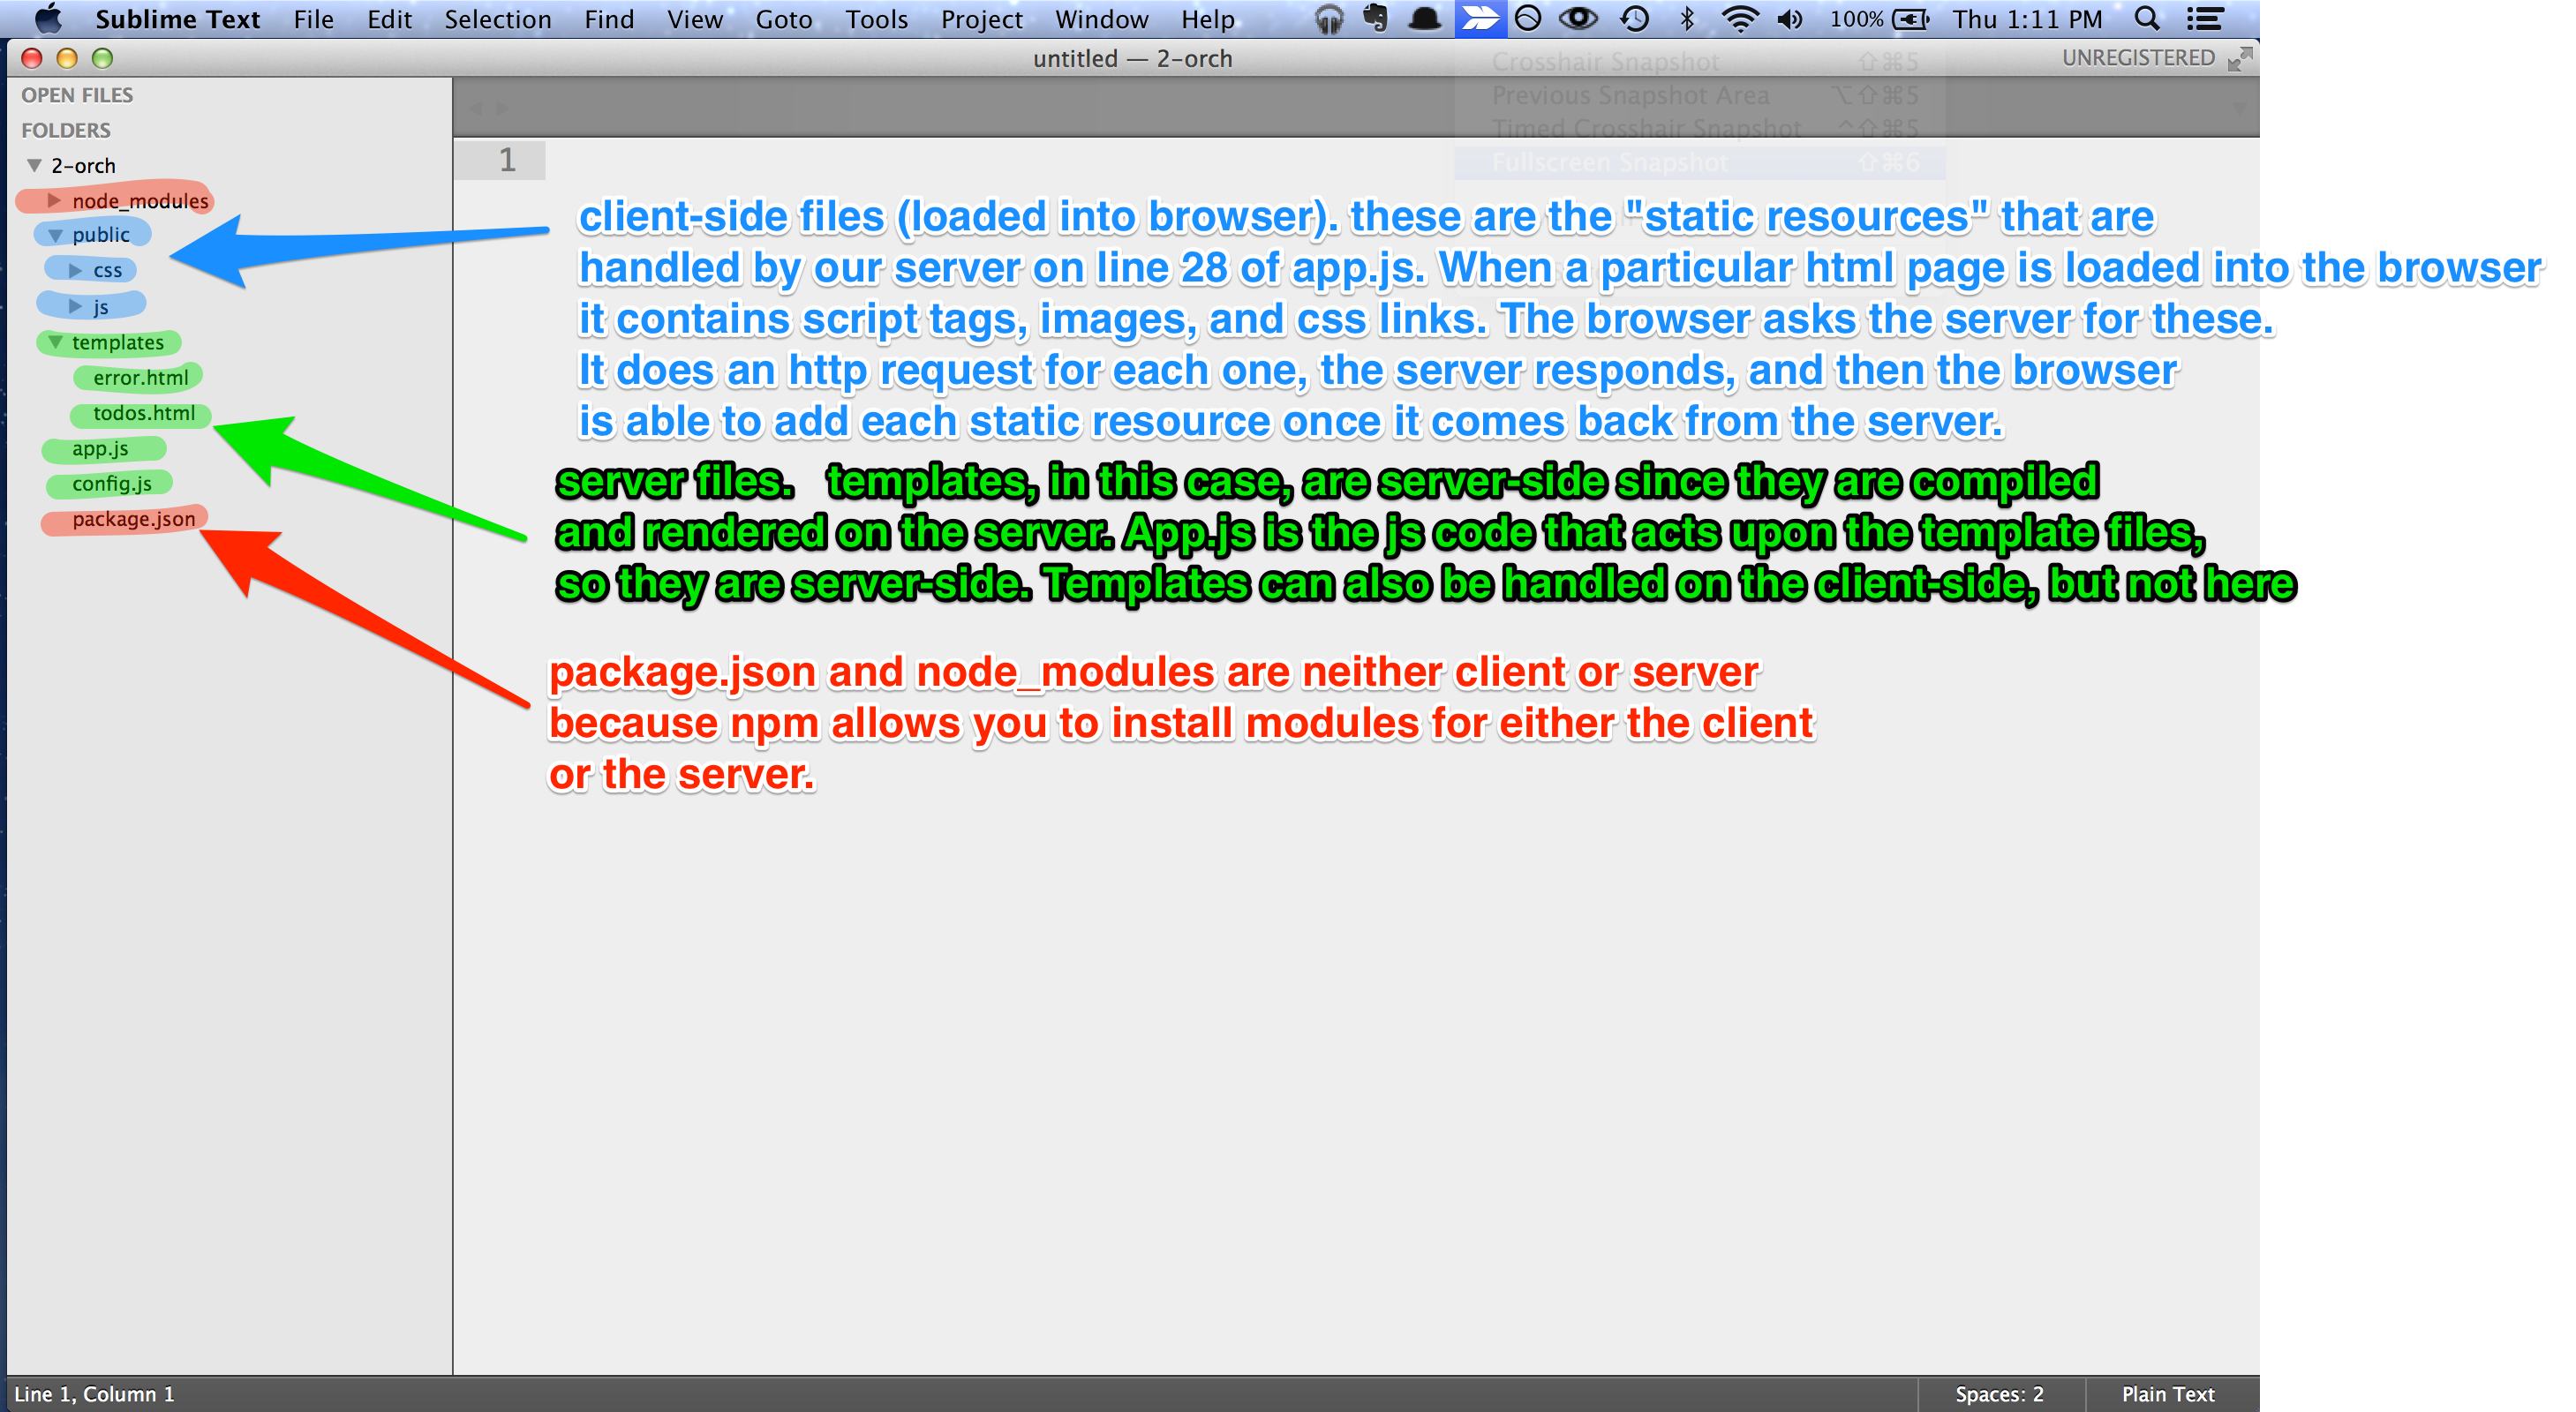 Sublime Text File Edit Selection Find View Goto Tools Project Window Help 100% Thu 1:11 PM
untitled — 2-orch UNREGISTERED
Crosshair Snapshot ⇧⌘5
Previous Snapshot Area ⌥⇧⌘5
Timed Crosshair Snapshot ^⇧⌘5
Fullscreen Snapshot ⇧⌘6
OPEN FILES
FOLDERS
2-orch
node_modules
public
css
js
templates
error.html
todos.html
app.js
config.js
package.json
1
client-side files (loaded into browser). these are the "static resources" that are
handled by our server on line 28 of app.js. When a particular html page is loaded into the browser
it contains script tags, images, and css links. The browser asks the server for these.
It does an http request for each one, the server responds, and then the browser
is able to add each static resource once it comes back from the server.
server files. templates, in this case, are server-side since they are compiled
and rendered on the server. App.js is the js code that acts upon the template files,
so they are server-side. Templates can also be handled on the client-side, but not here
package.json and node_modules are neither client or server
because npm allows you to install modules for either the client
or the server.
Line 1, Column 1 Spaces: 2 Plain Text